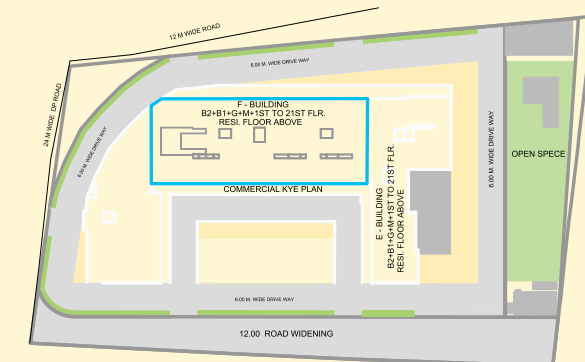 12 M WIDE ROAD
6.00 M. WIDE DRIVE WAY
24 M WIDE DP ROAD
F - BUILDING
B2+B1+G+M+1ST TO 21ST FLR.
RESI. FLOOR ABOVE
6.00 M. WIDE DRIVE WAY
6.00 M. WIDE DRIVE WAY
OPEN SPECE
E - BUILDING
B2+B1+G+M+1ST TO 21ST FLR.
RESI. FLOOR ABOVE
COMMERCIAL KYE PLAN
6.00 M. WIDE DRIVE WAY
12.00 ROAD WIDENING